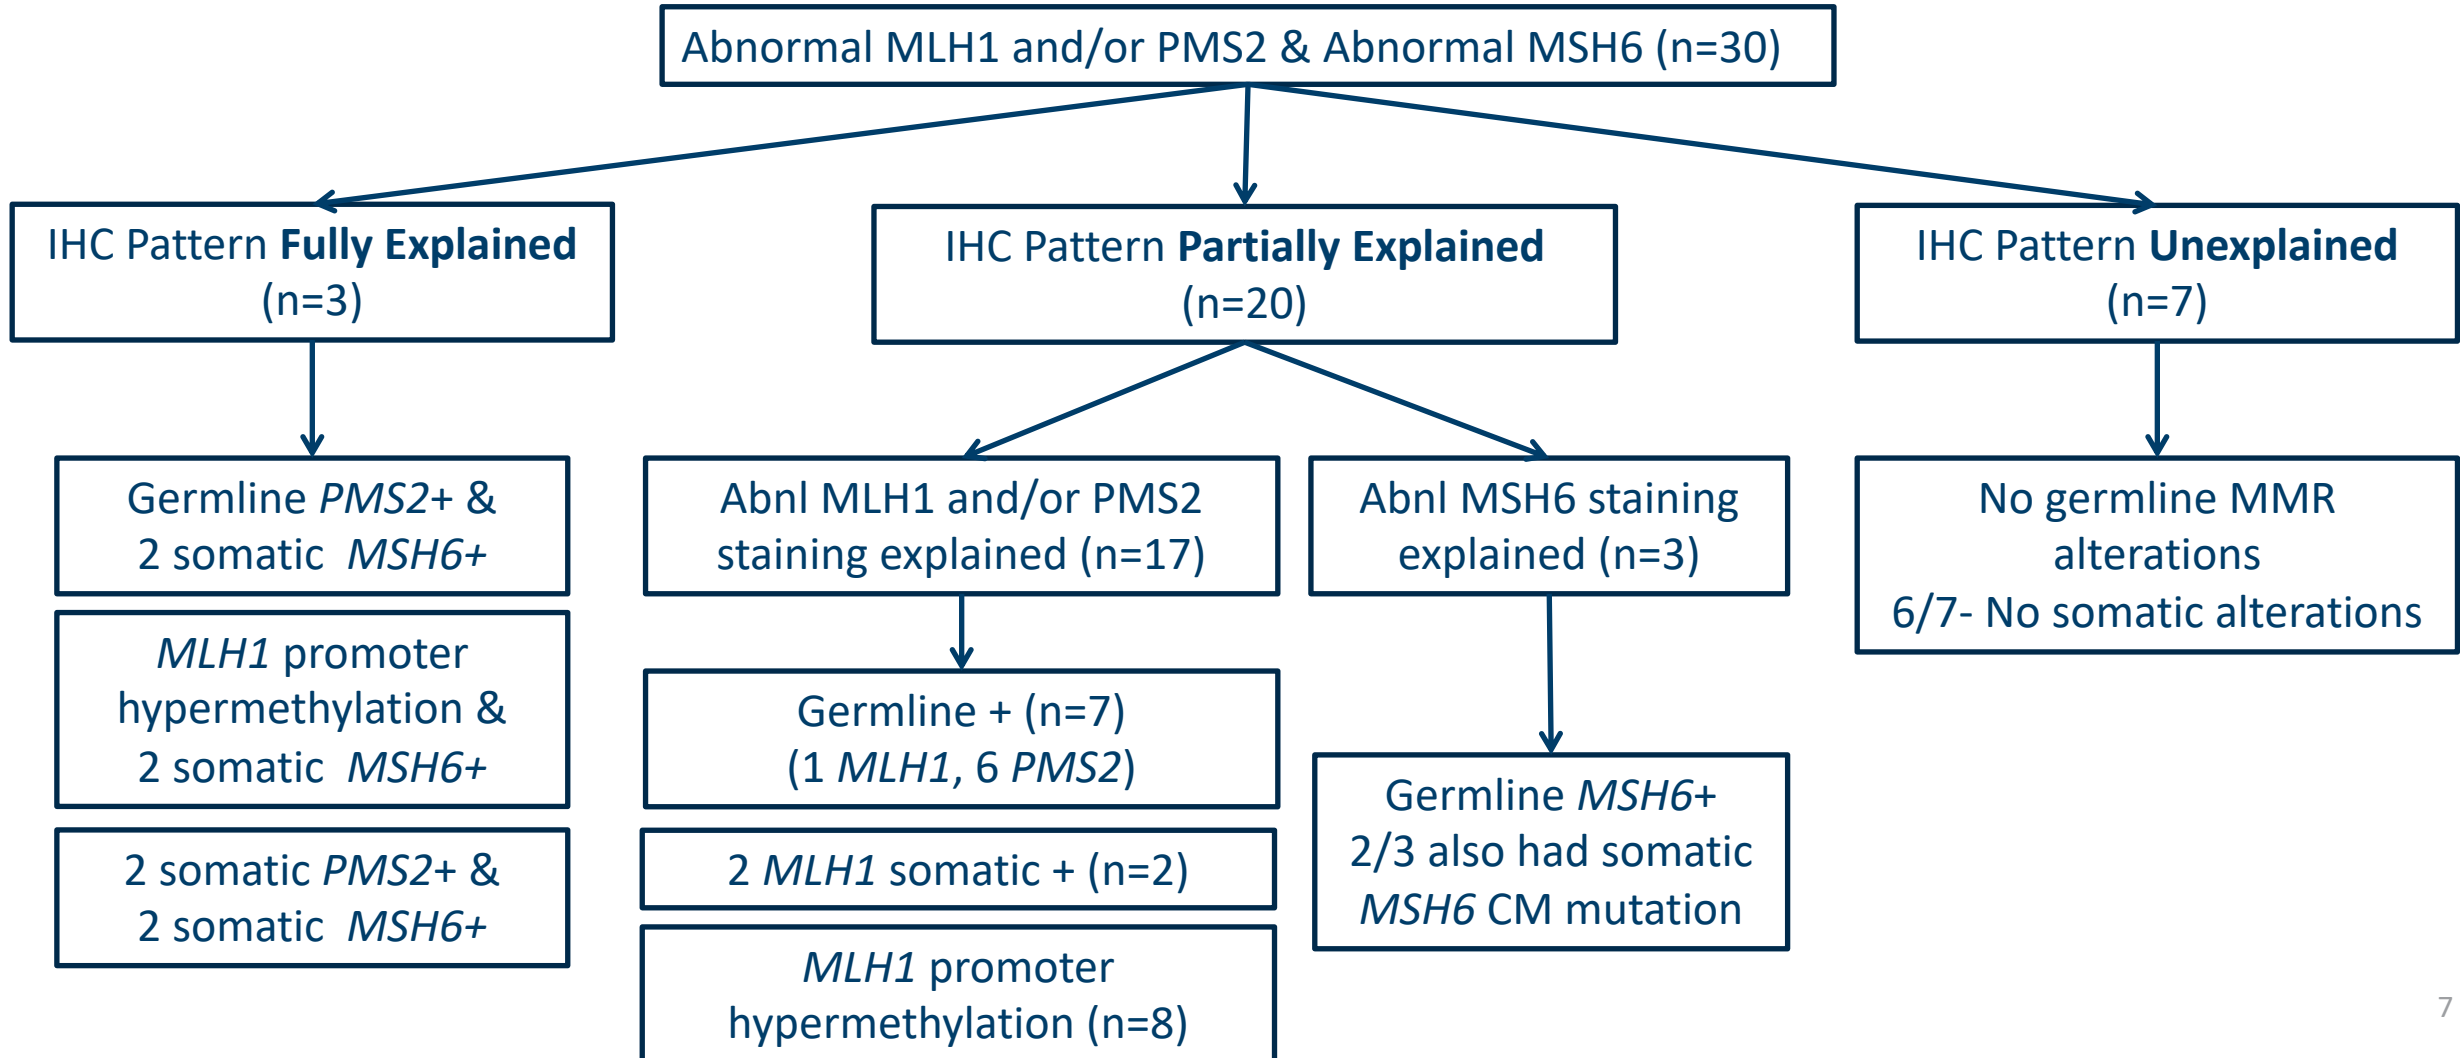 Abnormal MLH1 and/or PMS2 & Abnormal MSH6 (n=30)
IHC Pattern Fully Explained
(n=3)
IHC Pattern Partially Explained
(n=20)
IHC Pattern Unexplained
(n=7)
Germline PMS2+ &
2 somatic MSH6+
MLH1 promoter
hypermethylation &
2 somatic MSH6+
2 somatic PMS2+ &
2 somatic MSH6+
Abnl MLH1 and/or PMS2
staining explained (n=17)
Germline + (n=7)
(1 MLH1, 6 PMS2)
2 MLH1 somatic + (n=2)
MLH1 promoter
hypermethylation (n=8)
Abnl MSH6 staining
explained (n=3)
Germline MSH6+
2/3 also had somatic
MSH6 CM mutation
No germline MMR
alterations
6/7- No somatic alterations
7